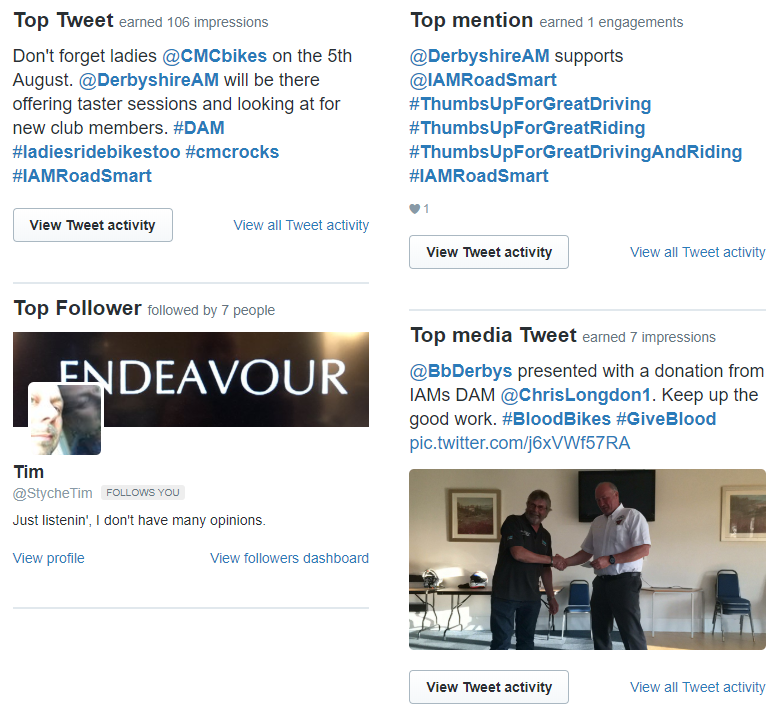 Top Tweet earned 106 impressions
Don't forget ladies @CMCbikes on the 5th
August. @DerbyshireAM will be there
offering taster sessions and looking at for
new club members. #DAM
#ladiesridebikestoo #cmcrocks
#IAMRoadSmart
View Tweet activity
View all Tweet activity
Top Follower followed by 7 people
ENDEAVOUR
Tim
@StycheTim FOLLOWS YOU
Just listenin', I don't have many opinions.
View profile
View followers dashboard
Top mention earned 1 engagements
@DerbyshireAM supports
@IAMRoadSmart
#ThumbsUpForGreatDriving
#ThumbsUpForGreatRiding
#ThumbsUpForGreatDrivingAndRiding
#IAMRoadSmart
1
View Tweet activity
View all Tweet activity
Top media Tweet earned 7 impressions
@BbDerbys presented with a donation from
IAMs DAM @ChrisLongdon1. Keep up the
good work. #BloodBikes #GiveBlood
pic.twitter.com/j6xVWf57RA
View Tweet activity
View all Tweet activity